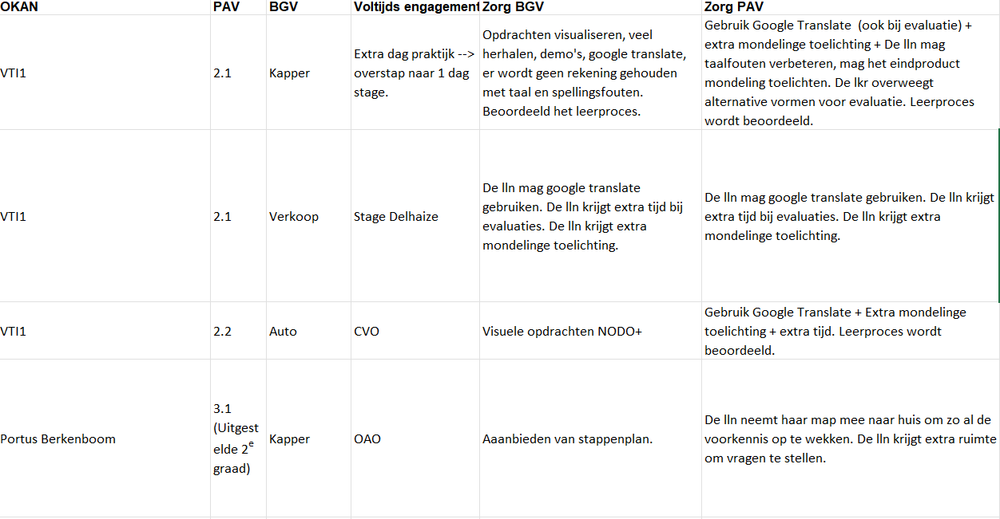 OKAN PAV BGV Voltijds engagement Zorg BGV Zorg PAV
VTI1
2.1
Kapper
Extra dag praktijk -->
overstap naar 1 dag
stage.
Opdrachten visualiseren, veel
herhalen, demo's, google translate,
er wordt geen rekening gehouden
met taal en spellingsfouten.
Beoordeeld het leerproces.
Gebruik Google Translate  (ook bij evaluatie) +
extra mondelinge toelichting + De lln mag
taalfouten verbeteren, mag het eindproduct
mondeling toelichten. De lkr overweegt
alternative vormen voor evaluatie. Leerproces
wordt beoordeeld.
VTI1
2.1
Verkoop
Stage Delhaize
De lln mag google translate
gebruiken. De lln krijgt extra tijd bij
evaluaties. De lln krijgt extra
mondelinge toelichting.
De lln mag google translate gebruiken. De lln krijgt
extra tijd bij evaluaties. De lln krijgt extra
mondelinge toelichting.
VTI1
2.2
Auto
CVO
Visuele opdrachten NODO+
Gebruik Google Translate + Extra mondelinge
toelichting + extra tijd. Leerproces wordt
beoordeeld.
Portus Berkenboom
3.1
(Uitgest
elde 2e
graad)
Kapper
OAO
Aaanbieden van stappenplan.
De lln neemt haar map mee naar huis om zo al de
voorkennis op te wekken. De lln krijgt extra ruimte
om vragen te stellen.